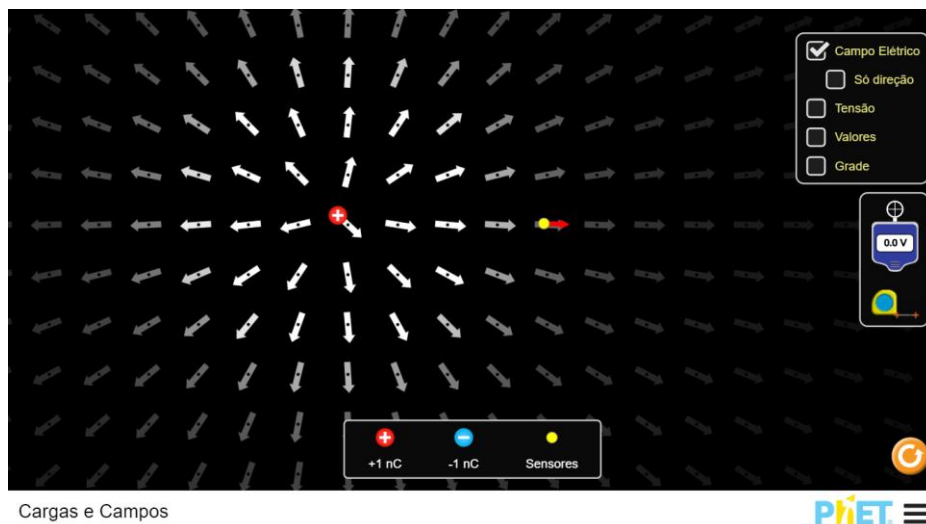 Campo Elétrico
Só direção
Tensão
Valores
Grade
0.0 V
+1 nC
-1 nC
Sensores
Cargas e Campos
PhET